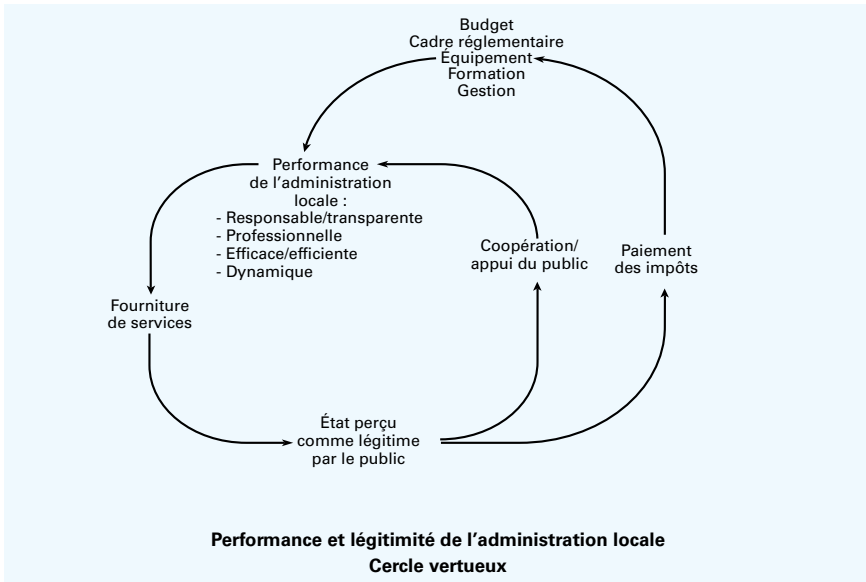 Budget
Cadre réglementaire
Équipement
Formation
Gestion
Performance
de l’administration
locale :
- Responsable/transparente
- Professionnelle
- Efficace/efficiente
- Dynamique
Coopération/
appui du public
Paiement
des impôts
Fourniture
de services
État perçu
comme légitime
par le public
Performance et légitimité de l’administration locale
Cercle vertueux